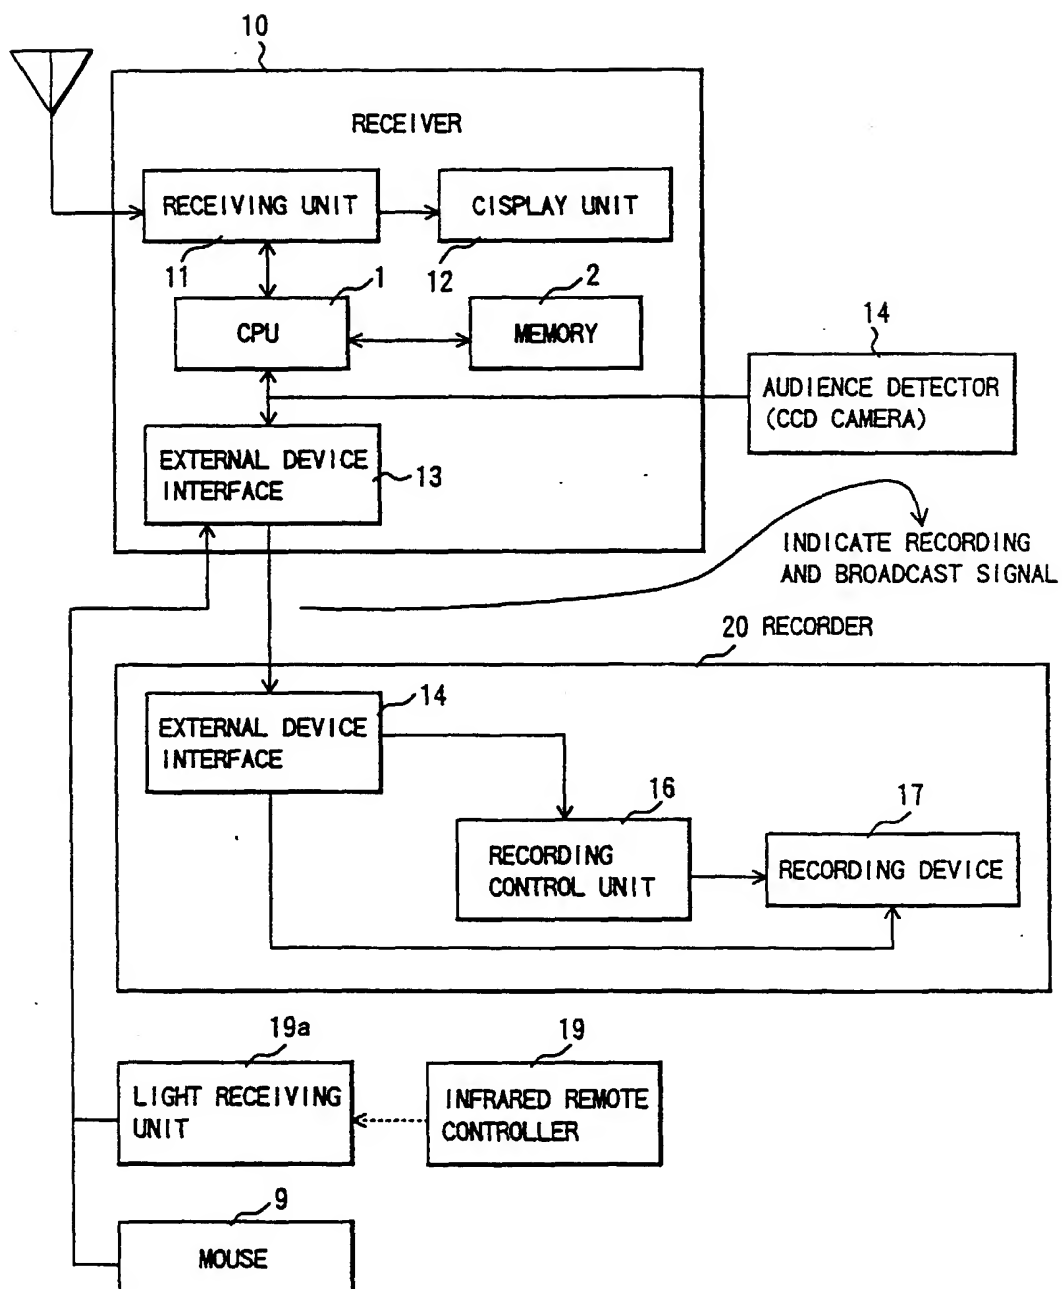 10
RECEIVER
RECEIVING UNIT
CISPLAY UNIT
11
12
1
2
CPU
MEMORY
14
AUDIENCE DETECTOR
(CCD CAMERA)
EXTERNAL DEVICE
INTERFACE
13
INDICATE RECORDING
AND BROADCAST SIGNAL
20 RECORDER
EXTERNAL DEVICE
INTERFACE
14
16
17
RECORDING
CONTROL UNIT
RECORDING DEVICE
19a
19
LIGHT RECEIVING
UNIT
INFRARED REMOTE
CONTROLLER
9
MOUSE